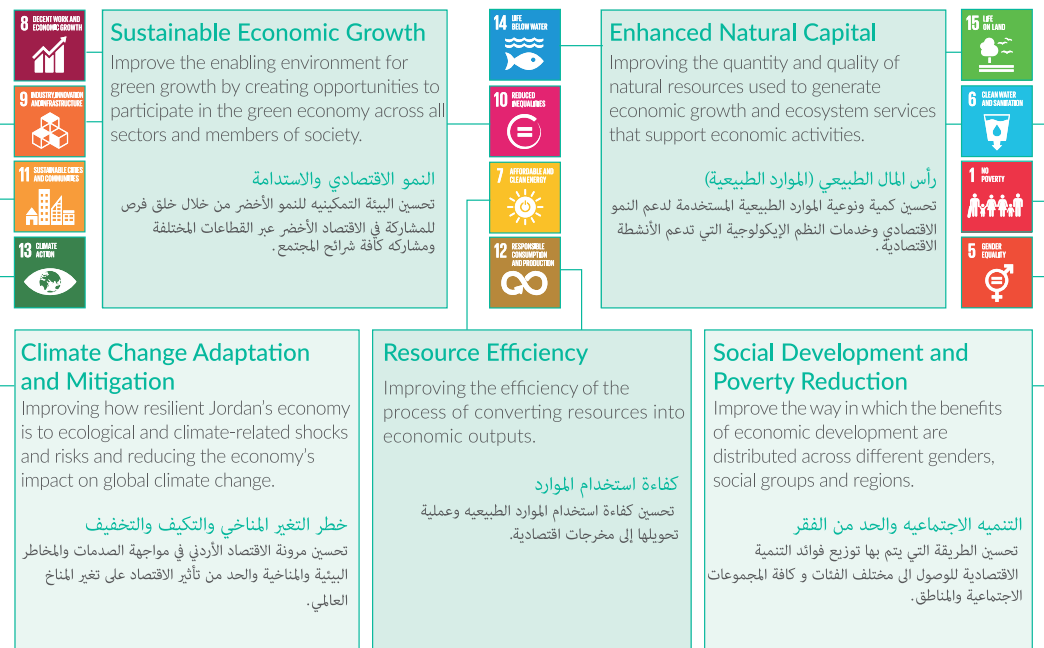 8 DECENT WORK AND
ECONOMIC GROWTH
9 INDUSTRY, INNOVATION
AND INFRASTRUCTURE
11 SUSTAINABLE CITIES
AND COMMUNITIES
13 CLIMATE
ACTION
Sustainable Economic Growth
Improve the enabling environment for
green growth by creating opportunities to
participate in the green economy across all
sectors and members of society.
النمو الاقتصادي والاستدامة
تحسين البيئة التمكينيه للنمو الأخضر من خلال خلق فرص
للمشاركة في الاقتصاد الأخضر عبر القطاعات المختلفة
ومشاركه كافة شرائح المجتمع.
14 LIFE
BELOW WATER
10 REDUCED
INEQUALITIES
7 AFFORDABLE AND
CLEAN ENERGY
12 RESPONSIBLE
CONSUMPTION
AND PRODUCTION
Enhanced Natural Capital
Improving the quantity and quality of
natural resources used to generate
economic growth and ecosystem services
that support economic activities.
رأس المال الطبيعي (الموارد الطبيعية)
تحسين كمية ونوعية الموارد الطبيعية المستخدمة لدعم النمو
الاقتصادي وخدمات النظم الإيكولوجية التي تدعم الأنشطة
الاقتصادية.
15 LIFE
ON LAND
6 CLEAN WATER
AND SANITATION
1 NO
POVERTY
5 GENDER
EQUALITY
Climate Change Adaptation
and Mitigation
Improving how resilient Jordan's economy
is to ecological and climate-related shocks
and risks and reducing the economy's
impact on global climate change.
خطر التغير المناخي والتكيف والتخفيف
تحسين مرونة الاقتصاد الأردني في مواجهة الصدمات والمخاطر
البيئية والمناخية والحد من تأثير الاقتصاد على تغير المناخ
العالمي.
Resource Efficiency
Improving the efficiency of the
process of converting resources into
economic outputs.
كفاءة استخدام الموارد
تحسين كفاءة استخدام الموارد الطبيعيه وعملية
تحويلها إلى مخرجات اقتصادية.
Social Development and
Poverty Reduction
Improve the way in which the benefits
of economic development are
distributed across different genders,
social groups and regions.
التنميه الاجتماعيه والحد من الفقر
تحسين الطريقة التي يتم بها توزيع فوائد التنمية
الاقتصادية للوصول الى مختلف الفئات و كافة المجموعات
الاجتماعية والمناطق.